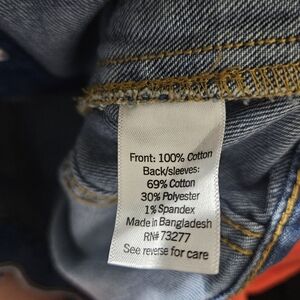 Front: 100% Cotton
Back/sleeves:
69% Cotton
30% Polyester
1% Spandex
Made in Bangladesh
RN# 73277
See reverse for care